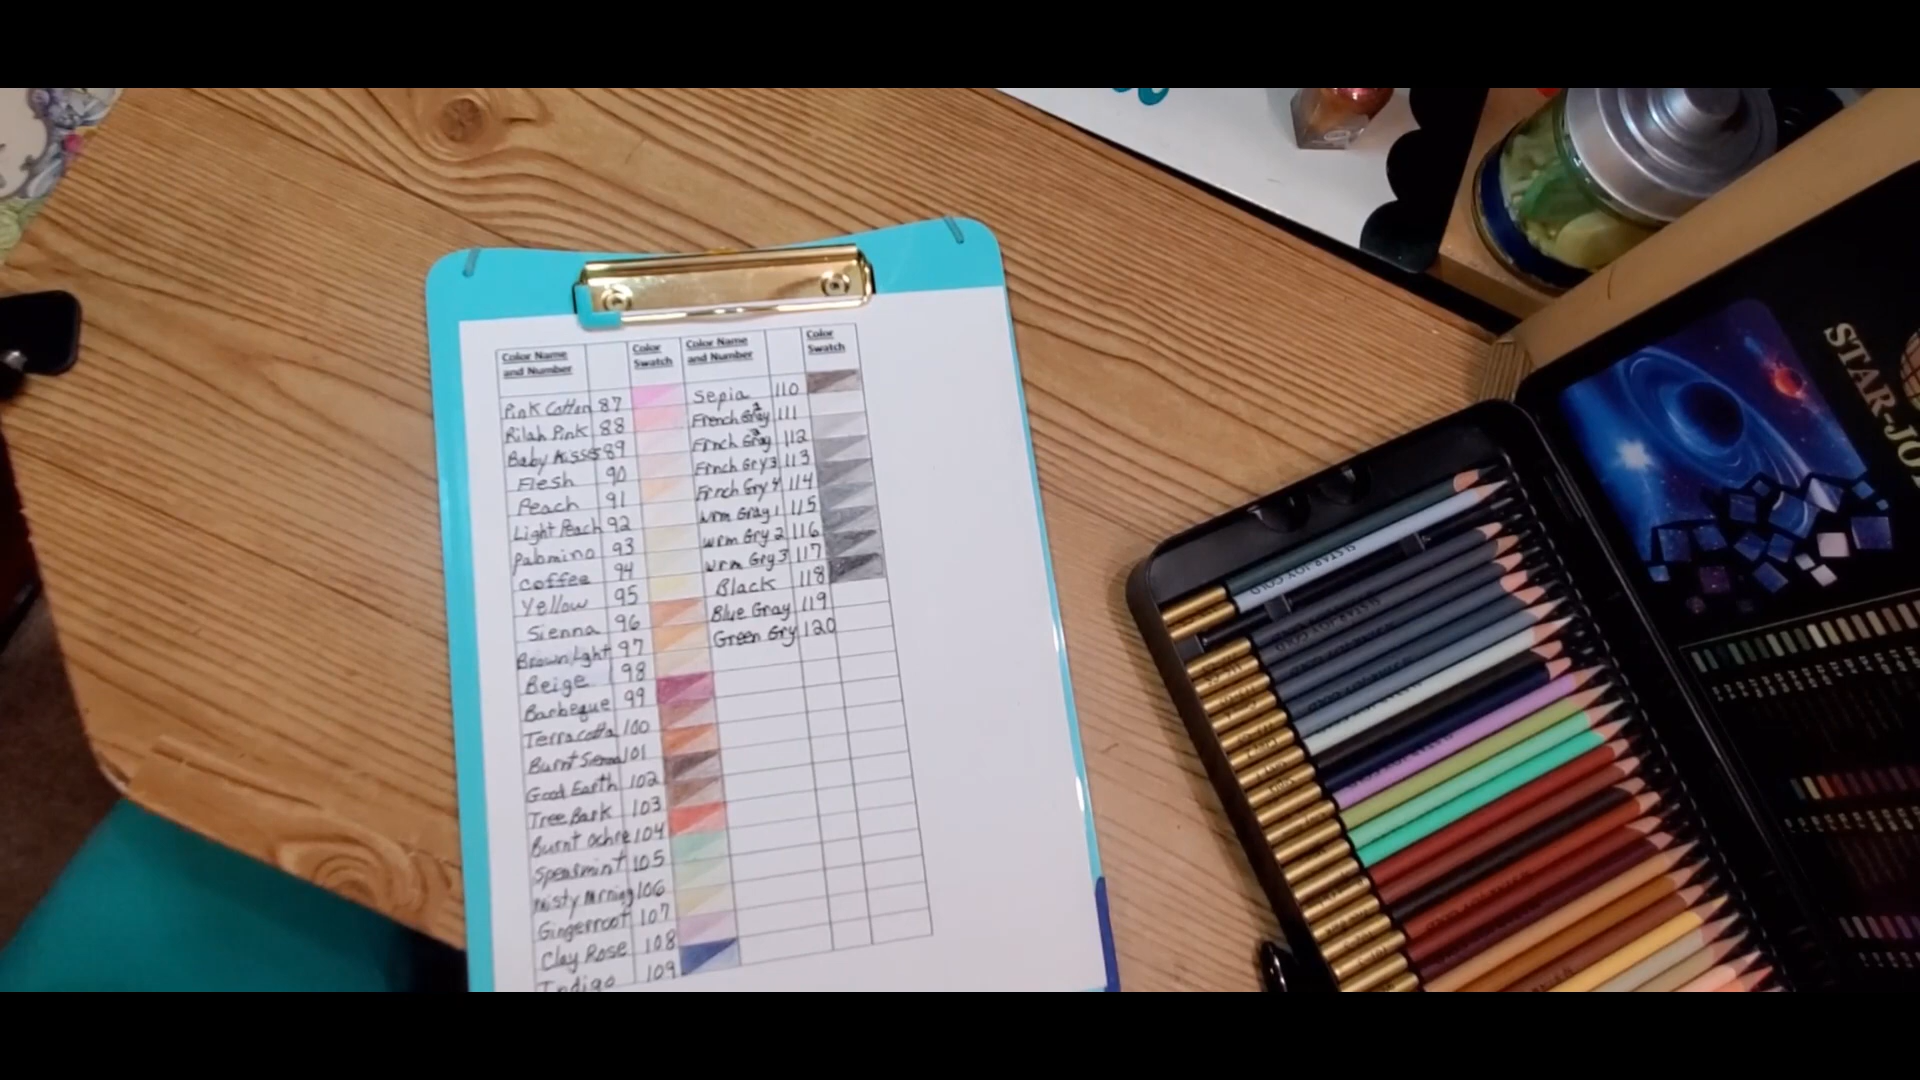 Color Name
and Number
Color
Swatch
Color Name
and Number
Color
Swatch
Pink Cotton 87
Rilah Pink 88
Baby Kisses 89
Flesh 90
Peach 91
Light Peach 92
Palomino 93
Coffee 94
Yellow 95
Sienna 96
Brown Lght 97
Beige 98
Barbeque 99
Terracotta 100
Burnt Sienna 101
Good Earth 102
Tree Bark 103
Burnt Ochre 104
Spearmint 105
Misty Mrning 106
Gingerroot 107
Clay Rose 108
Indigo 109
Sepia 110
French Gray 111
Frnch Gray 112
Frnch Gry 3 113
Frnch Gry 4 114
Wrm Gray 1 115
Wrm Gry 2 116
Wrm Gry 3 117
Black 118
Blue Gray 119
Green Gry 120
STAR-JO
STAR JOY GOLD